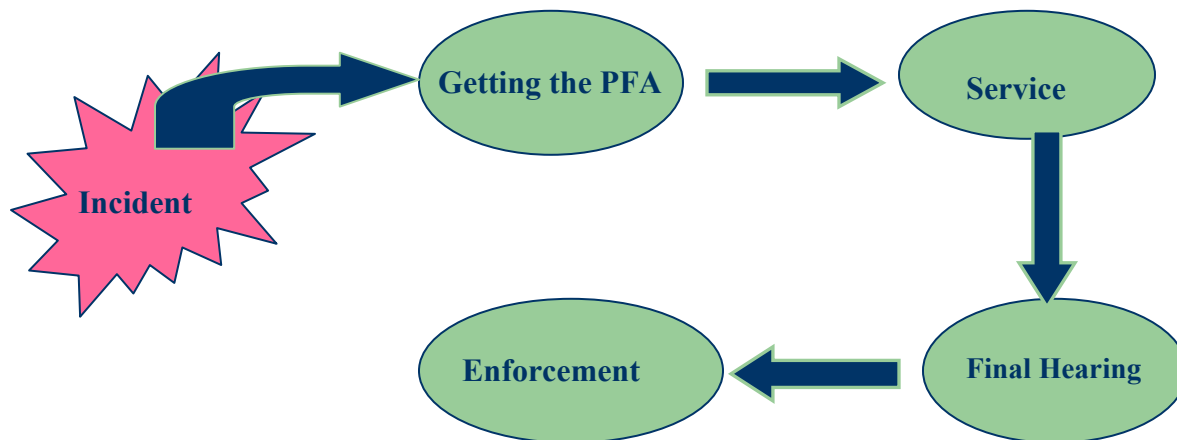 Incident
Getting the PFA
Service
Final Hearing
Enforcement